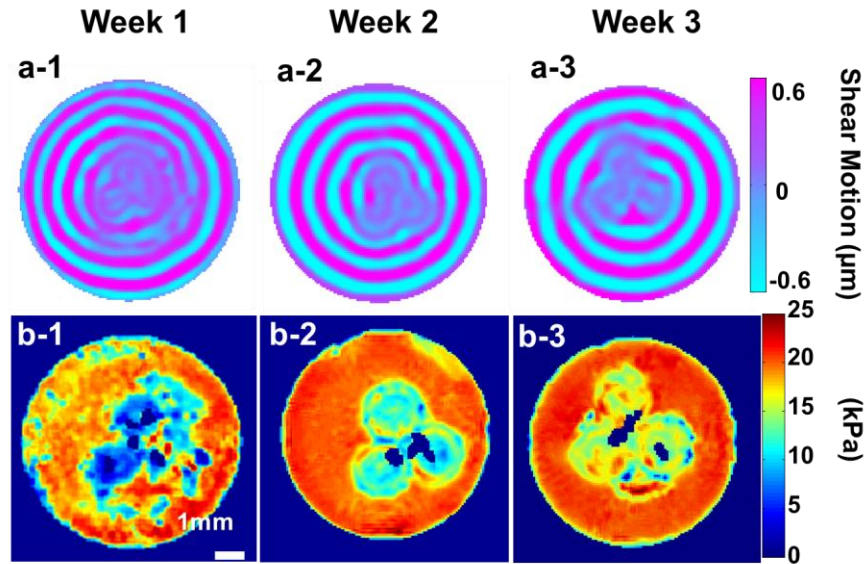 Week 1 Week 2 Week 3
a-1 a-2 a-3
0.6
0
-0.6
Shear Motion (μm)
b-1 b-2 b-3
25
20
15
10
5
0
(kPa)
1mm